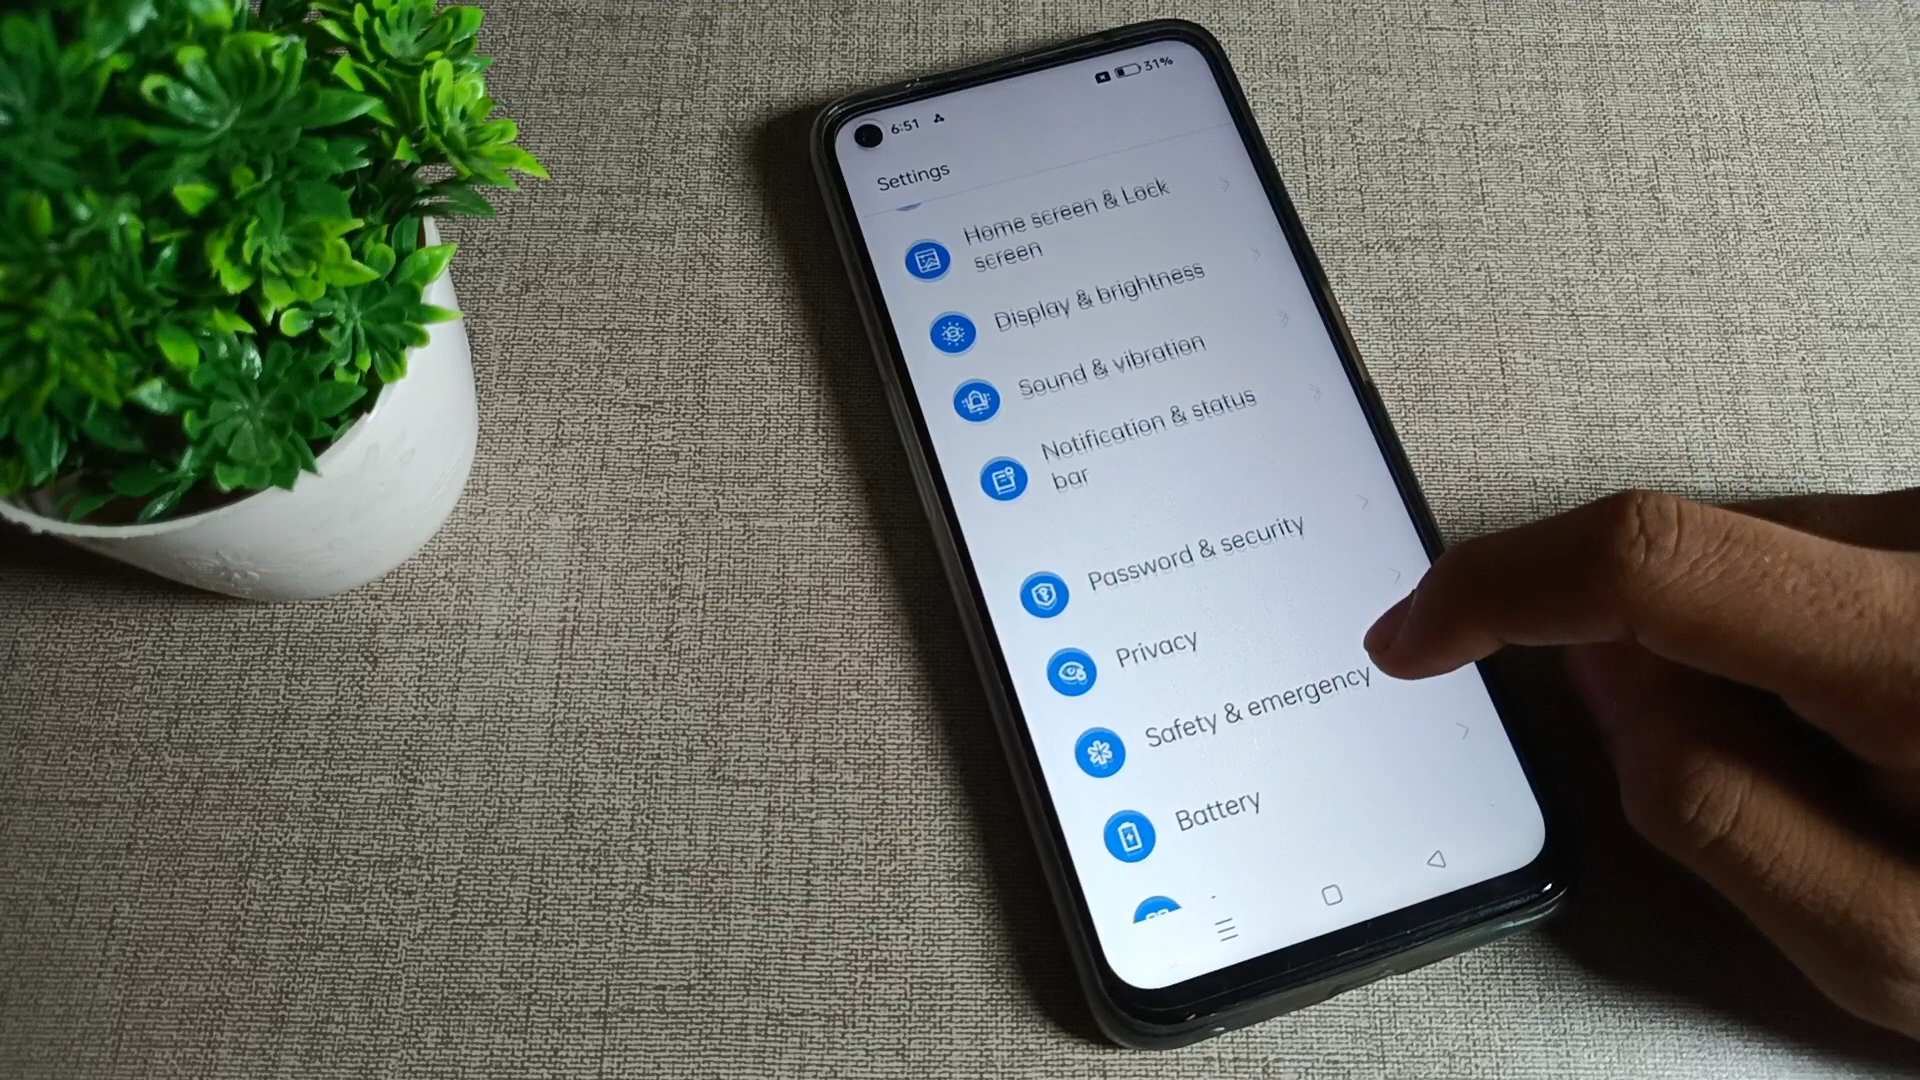 6:51
31%
Settings
Home screen & Lock
screen
Display & brightness
Sound & vibration
Notification & status
bar
Password & security
Privacy
Safety & emergency
Battery